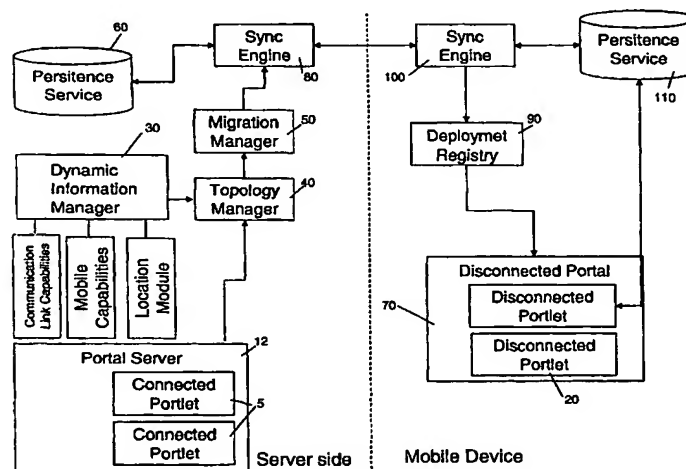 60
Persitence
Service
Sync
Engine
80
Migration
Manager
50
30
Dynamic
Information
Manager
Topology
Manager
40
Communication
Link Capabilities
Mobile
Capabilities
Location
Module
12
Portal Server
Connected
Portlet
5
Connected
Portlet
Server side
Sync
Engine
100
Persitence
Service
110
90
Deploymet
Registry
Disconnected Portal
70
Disconnected
Portlet
Disconnected
Portlet
20
Mobile Device